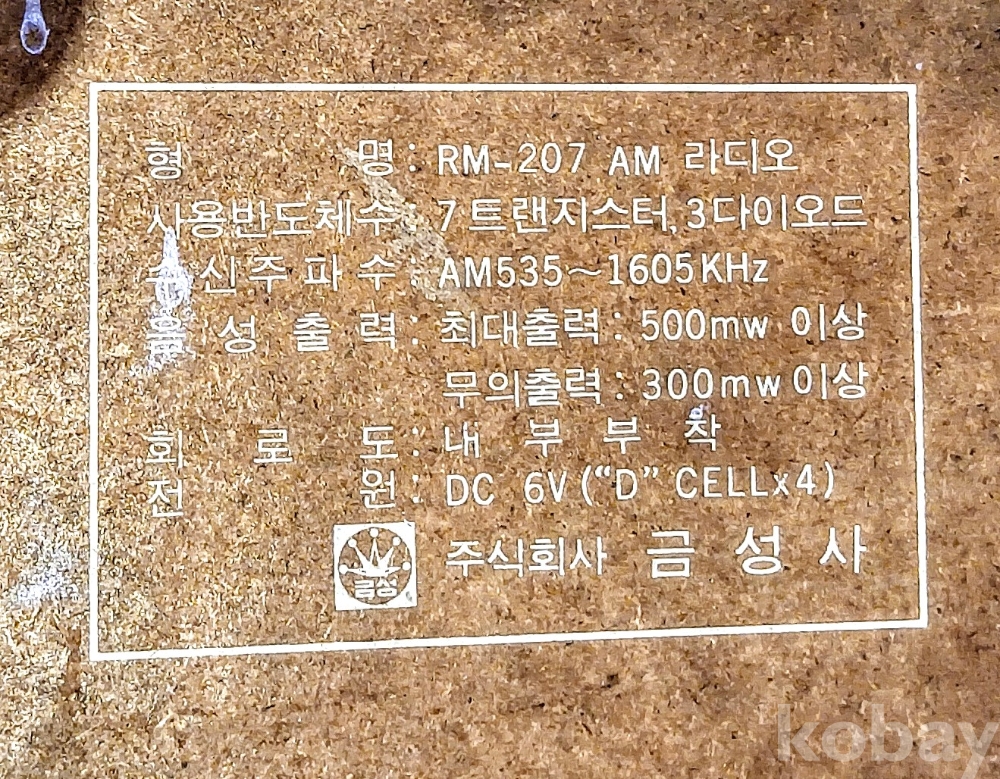 형 명 : RM-207 AM 라디오
사용반도체수 : 7 트랜지스터, 3 다이오드
수신주파수 : AM535~1605KHz
음성출력 : 최대출력 : 500mw 이상
무의출력 : 300mw 이상
회로도 : 내부부착
전 원 : DC 6V ("D" CELLx4)
금성 주식회사 금성사
kobay